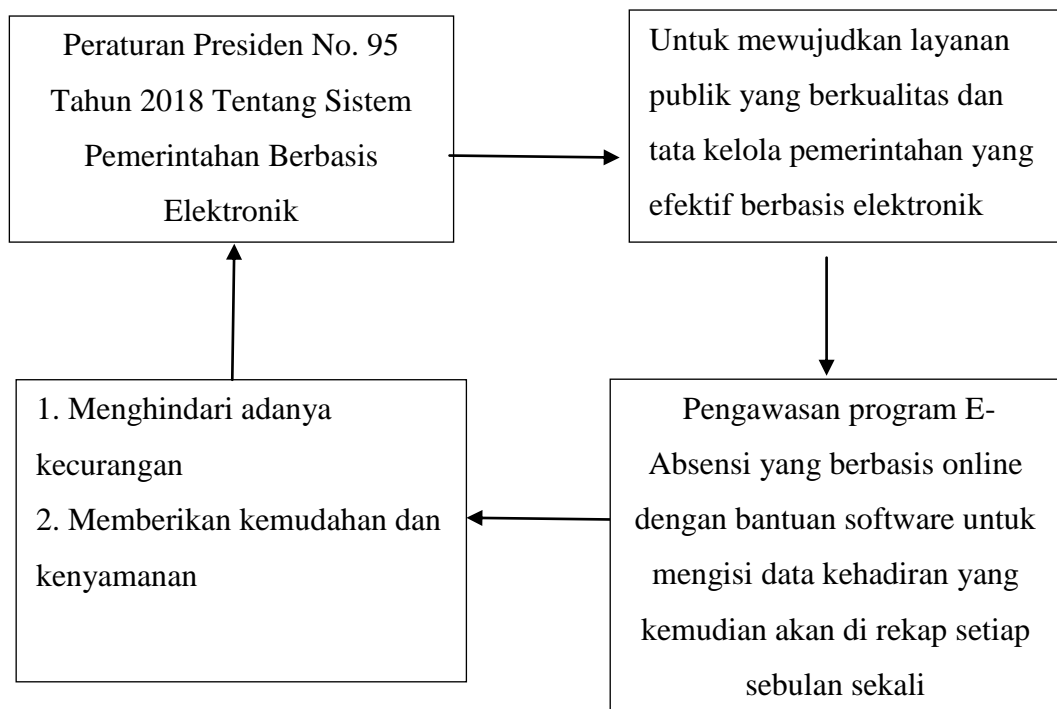 Peraturan Presiden No. 95
Tahun 2018 Tentang Sistem
Pemerintahan Berbasis
Elektronik
Untuk mewujudkan layanan
publik yang berkualitas dan
tata kelola pemerintahan yang
efektif berbasis elektronik
Pengawasan program E-
Absensi yang berbasis online
dengan bantuan software untuk
mengisi data kehadiran yang
kemudian akan di rekap setiap
sebulan sekali
1. Menghindari adanya
kecurangan
2. Memberikan kemudahan dan
kenyamanan